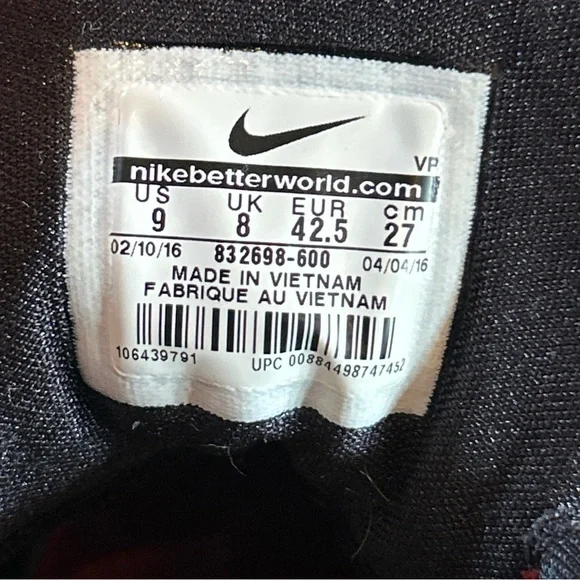 VP
nikebetterworld.com
US UK EUR cm
9 8 42.5 27
02/10/16 832698-600 04/04/16
MADE IN VIETNAM
FABRIQUE AU VIETNAM
106439791 UPC 00884498747452